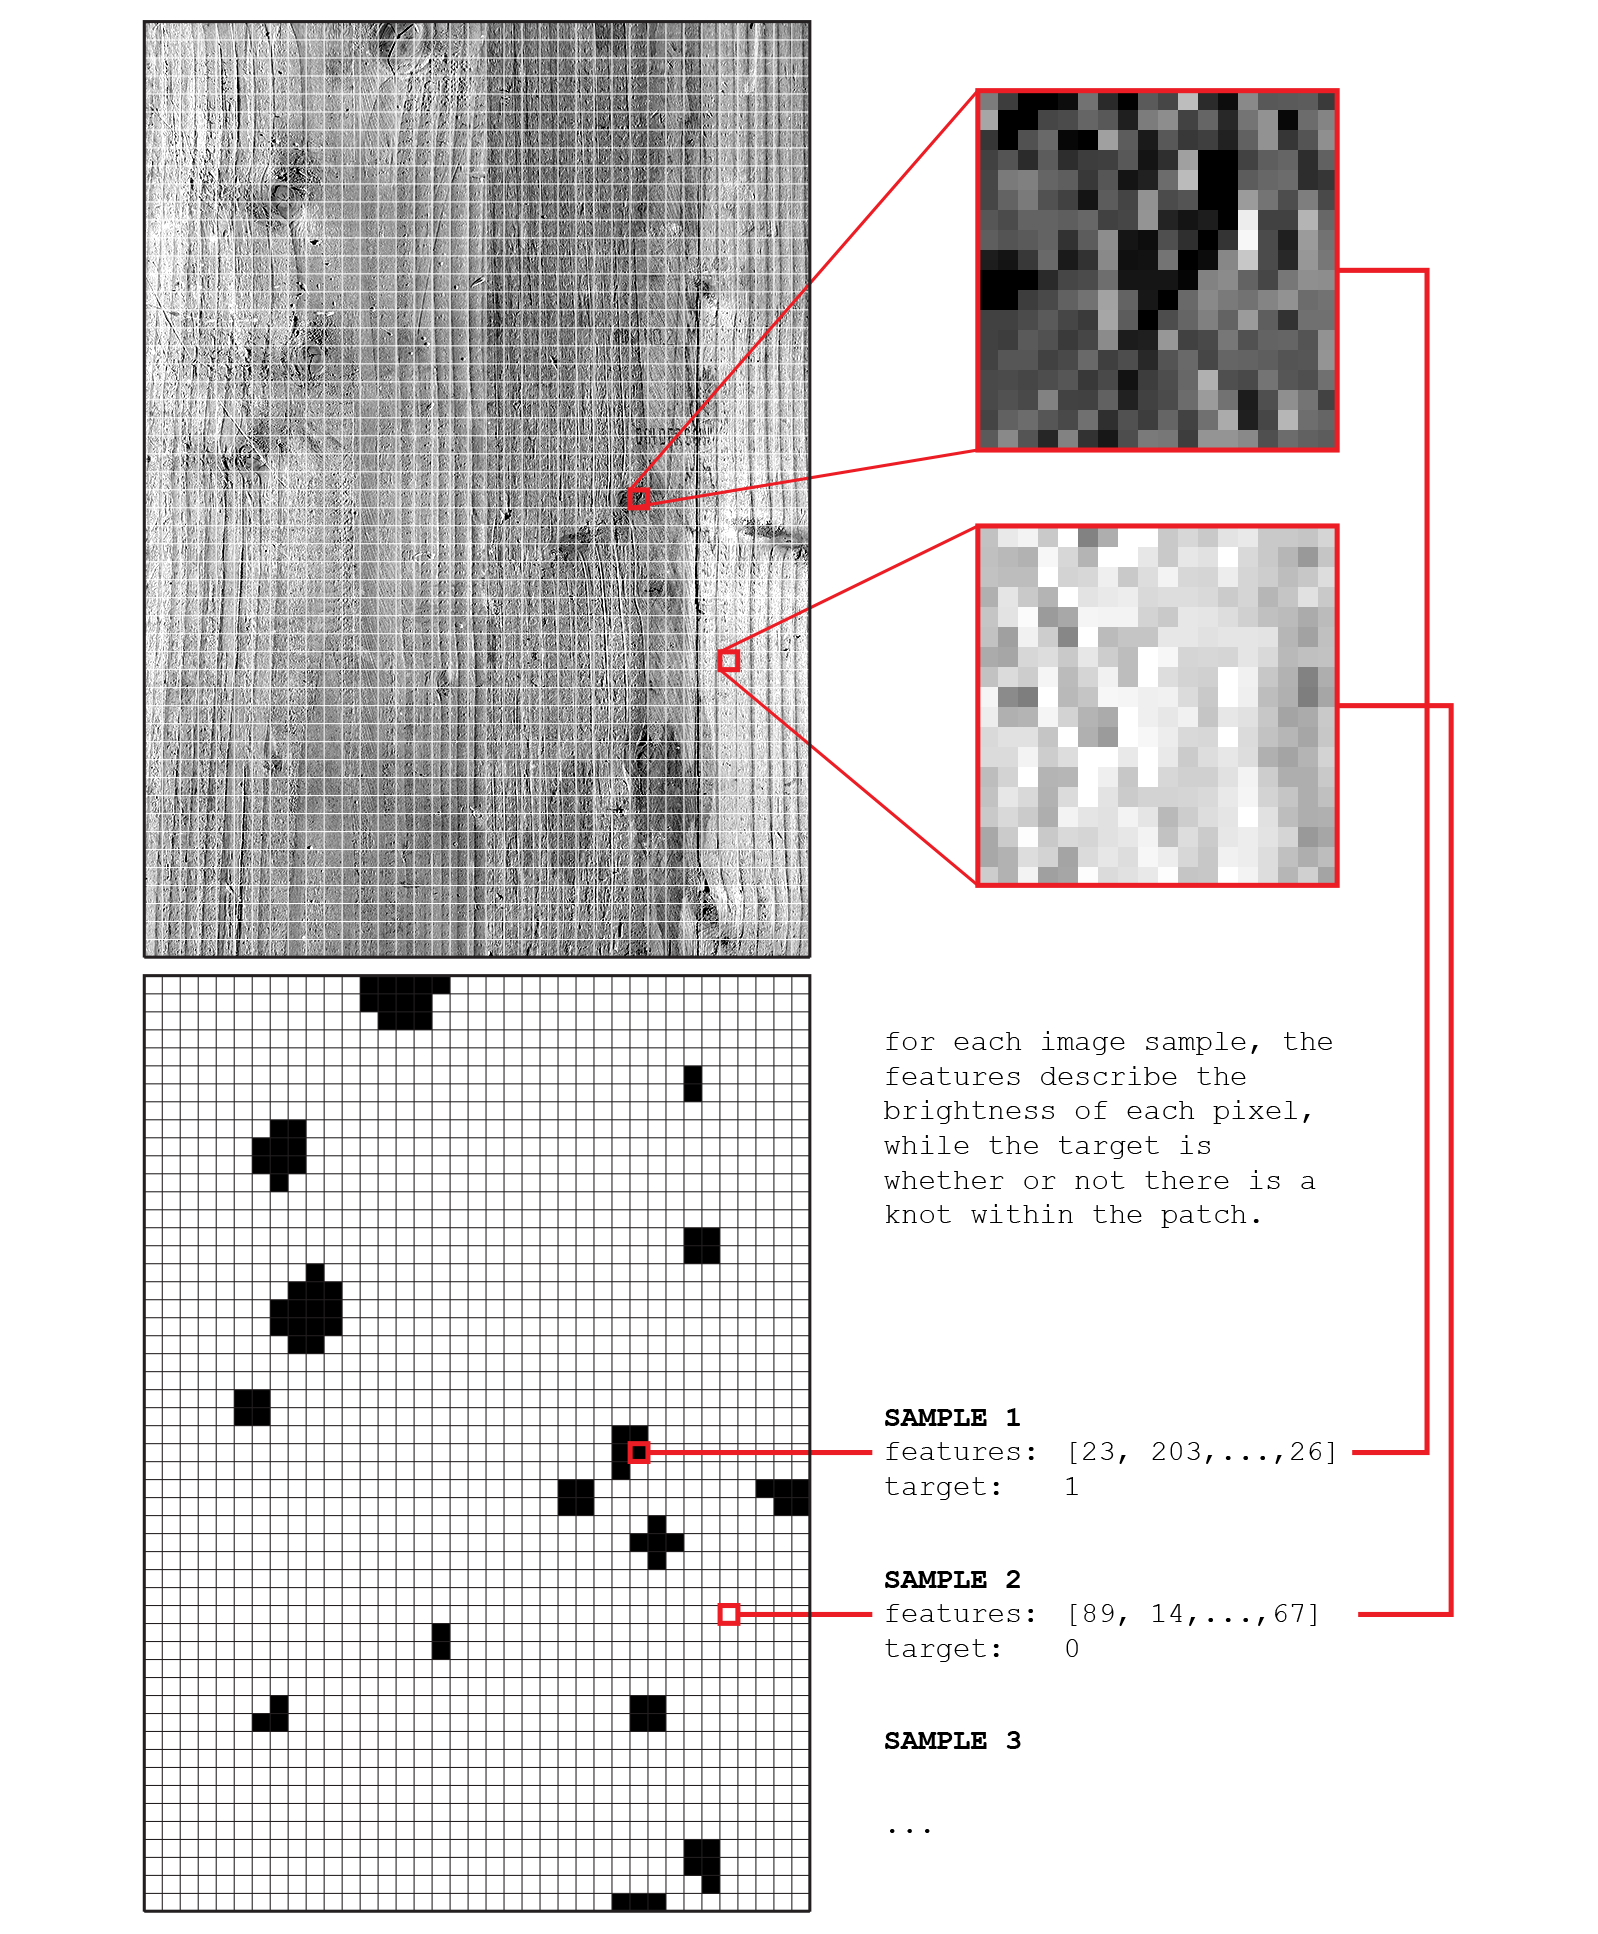 for each image sample, the
features describe the
brightness of each pixel,
while the target is
whether or not there is a
knot within the patch.
SAMPLE 1
features: [23, 203,...,26]
target: 1
SAMPLE 2
features: [89, 14,...,67]
target: 0
SAMPLE 3
...